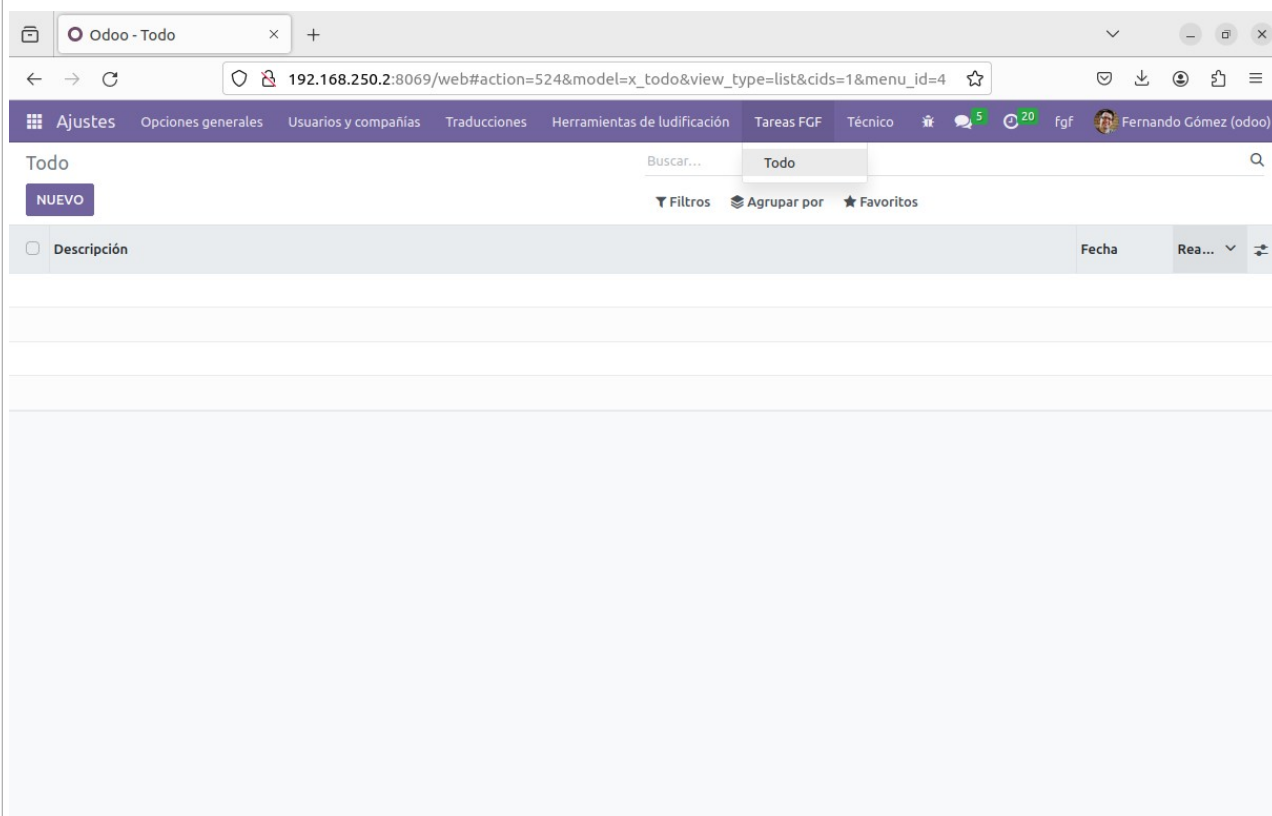 Odoo - Todo
192.168.250.2:8069/web#action=524&model=x_todo&view_type=list&cids=1&menu_id=4
Ajustes Opciones generales Usuarios y compañías Traducciones Herramientas de ludificación Tareas FGF Técnico 5 20 fgf Fernando Gómez (odoo)
Todo Buscar... Todo
NUEVO Filtros Agrupar por Favoritos
Descripción Fecha Rea...